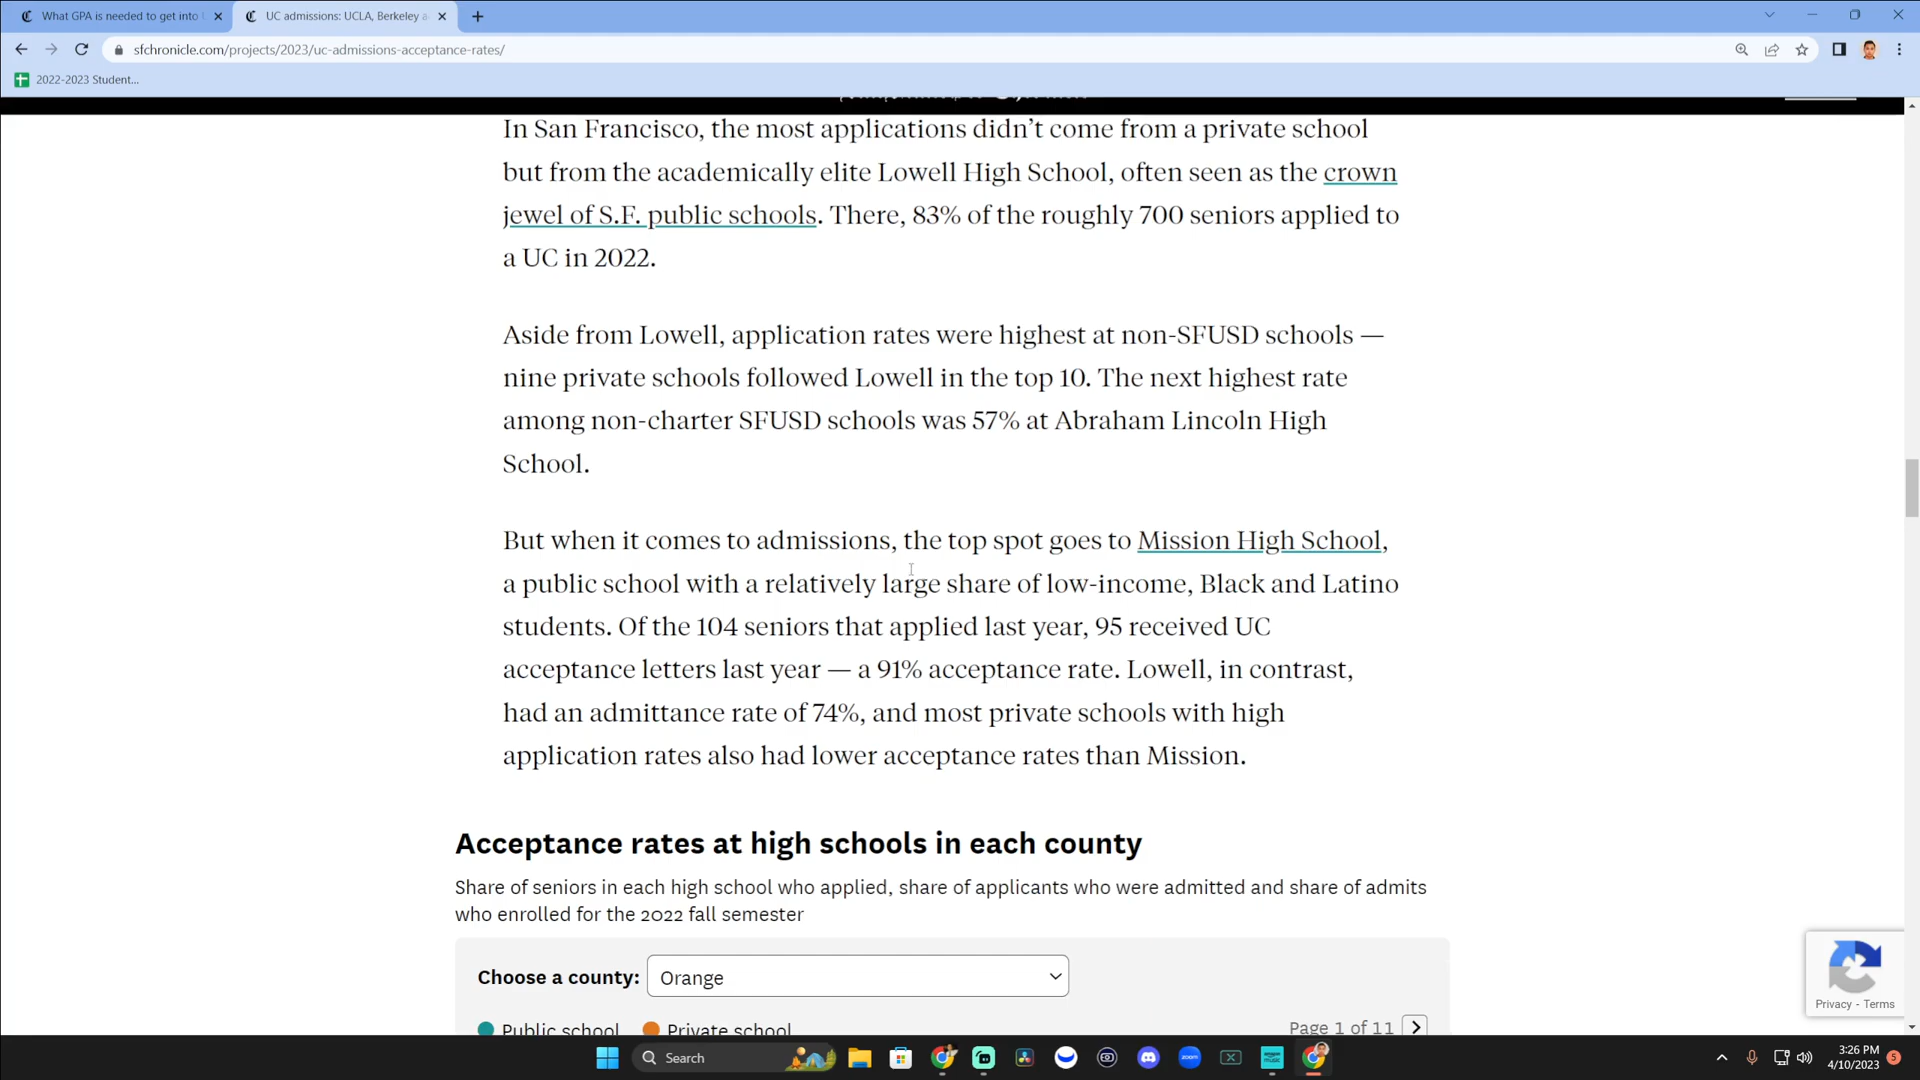 What GPA is needed to get into
UC admissions: UCLA, Berkeley a
sfchronicle.com/projects/2023/uc-admissions-acceptance-rates/
2022-2023 Student...
In San Francisco, the most applications didn’t come from a private school
but from the academically elite Lowell High School, often seen as the crown
jewel of S.F. public schools. There, 83% of the roughly 700 seniors applied to
a UC in 2022.
Aside from Lowell, application rates were highest at non-SFUSD schools —
nine private schools followed Lowell in the top 10. The next highest rate
among non-charter SFUSD schools was 57% at Abraham Lincoln High
School.
But when it comes to admissions, the top spot goes to Mission High School,
a public school with a relatively large share of low-income, Black and Latino
students. Of the 104 seniors that applied last year, 95 received UC
acceptance letters last year — a 91% acceptance rate. Lowell, in contrast,
had an admittance rate of 74%, and most private schools with high
application rates also had lower acceptance rates than Mission.
Acceptance rates at high schools in each county
Share of seniors in each high school who applied, share of applicants who were admitted and share of admits
who enrolled for the 2022 fall semester
Choose a county: Orange
Public school Private school Page 1 of 11
Privacy - Terms
Search
zoom
music
3:26 PM
4/10/2023
5